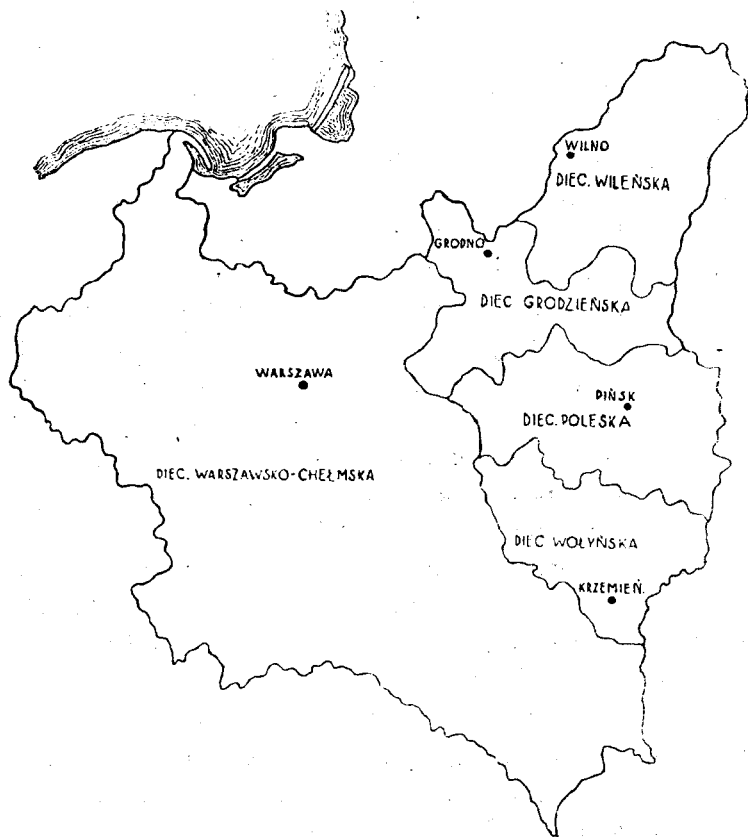 WILNO
DIEC. WILEŃSKA
GRODNO
DIEC GRODZIEŃSKA
WARSZAWA
PIŃSK
DIEC. POLESKA
DIEC. WARSZAWSKO-CHEŁMSKA
DIEC WOŁYŃSKA
KRZEMIEŃ.